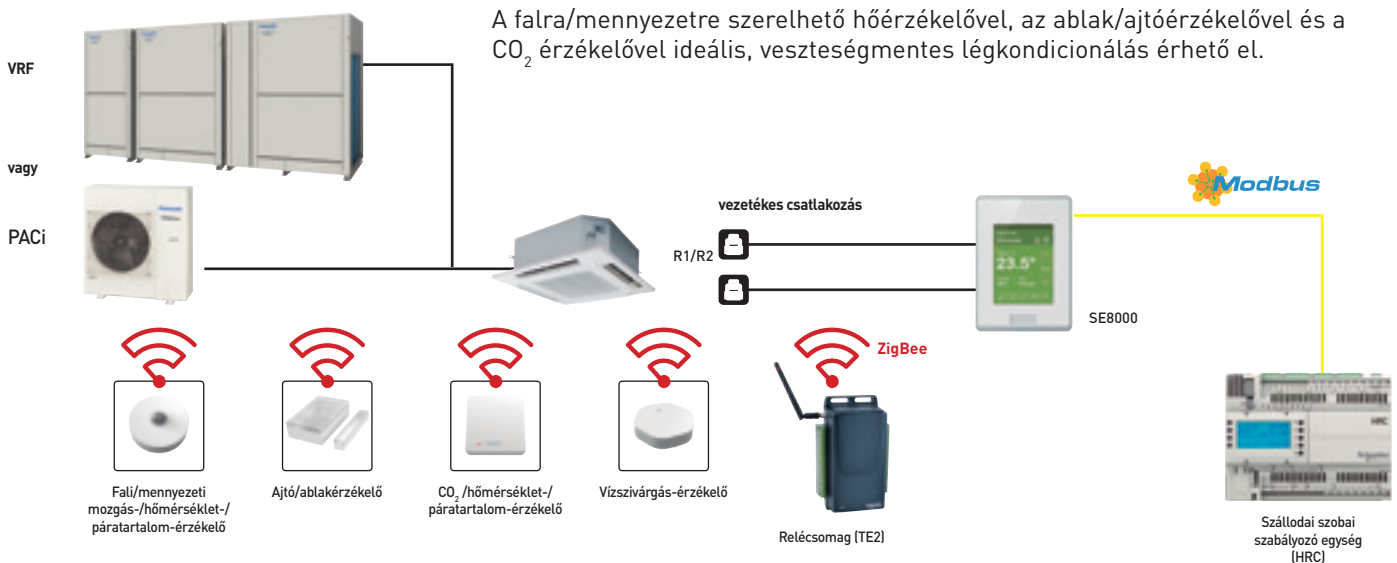 A falra/mennyezetre szerelhető hőérzékelővel, az ablak/ajtóérzékelővel és a
CO₂ érzékelővel ideális, veszteségmentes légkondicionálás érhető el.
VRF
vagy
PACi
vezetékes csatlakozás
R1/R2
Modbus
23.5°
SE8000
ZigBee
HRC
Fali/mennyezeti
mozgás-/hőmérséklet-/
páratartalom-érzékelő
Ajtó/ablakérzékelő
CO₂ /hőmérséklet-/
páratartalom-érzékelő
Vízszivárgás-érzékelő
Relécsomag (TE2)
Szállodai szobai
szabályozó egység
(HRC)